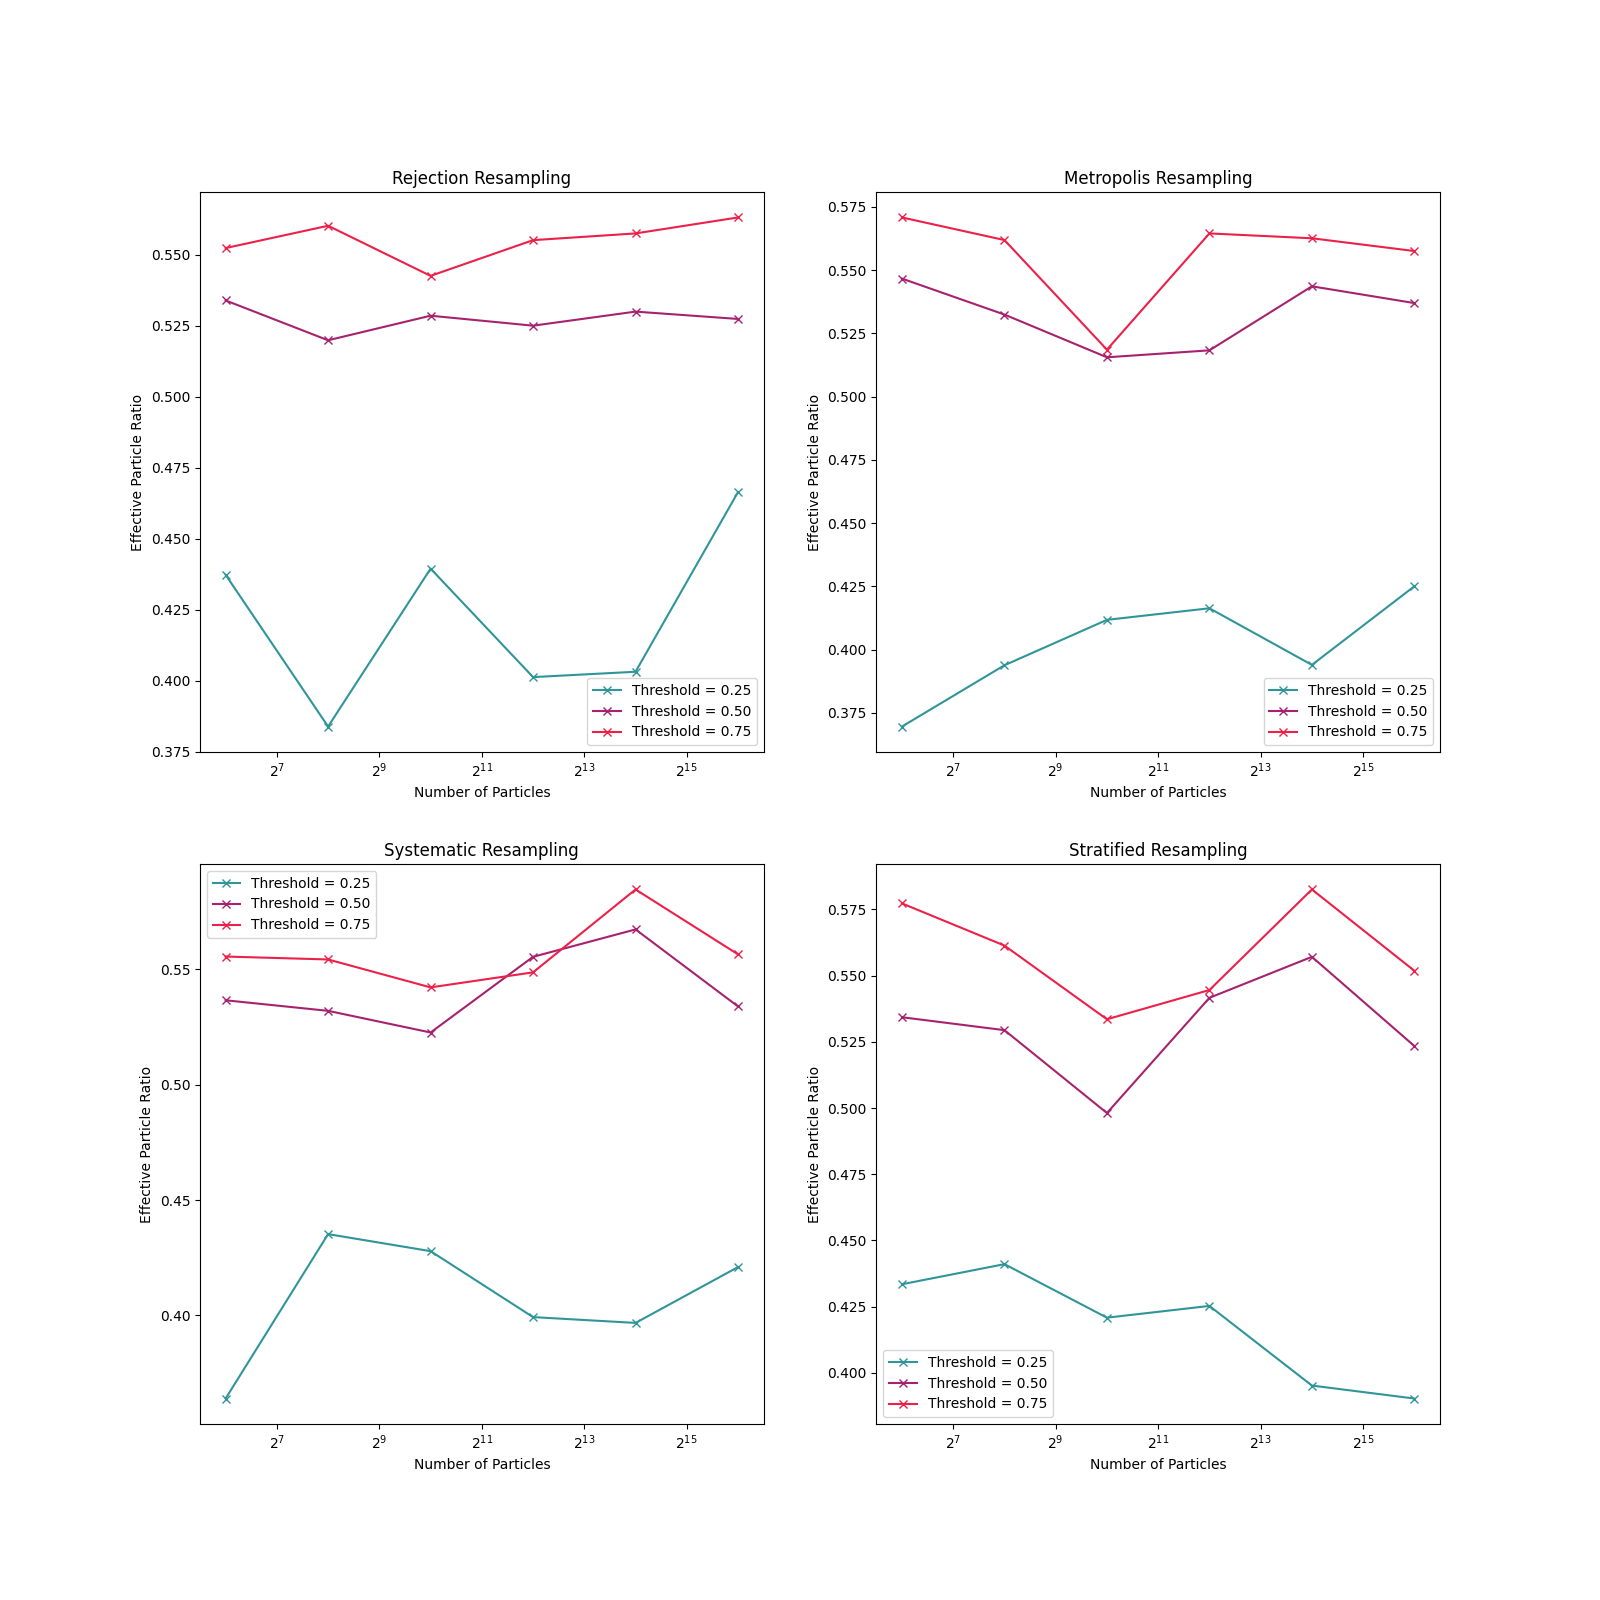 Rejection Resampling
Effective Particle Ratio
0.550
0.525
0.500
0.475
0.450
0.425
0.400
0.375
Threshold = 0.25
Threshold = 0.50
Threshold = 0.75
2^7 2^9 2^11 2^13 2^15
Number of Particles
Metropolis Resampling
Effective Particle Ratio
0.575
0.550
0.525
0.500
0.475
0.450
0.425
0.400
0.375
Threshold = 0.25
Threshold = 0.50
Threshold = 0.75
2^7 2^9 2^11 2^13 2^15
Number of Particles
Systematic Resampling
Threshold = 0.25
Threshold = 0.50
Threshold = 0.75
Effective Particle Ratio
0.55
0.50
0.45
0.40
2^7 2^9 2^11 2^13 2^15
Number of Particles
Stratified Resampling
Effective Particle Ratio
0.575
0.550
0.525
0.500
0.475
0.450
0.425
0.400
Threshold = 0.25
Threshold = 0.50
Threshold = 0.75
2^7 2^9 2^11 2^13 2^15
Number of Particles